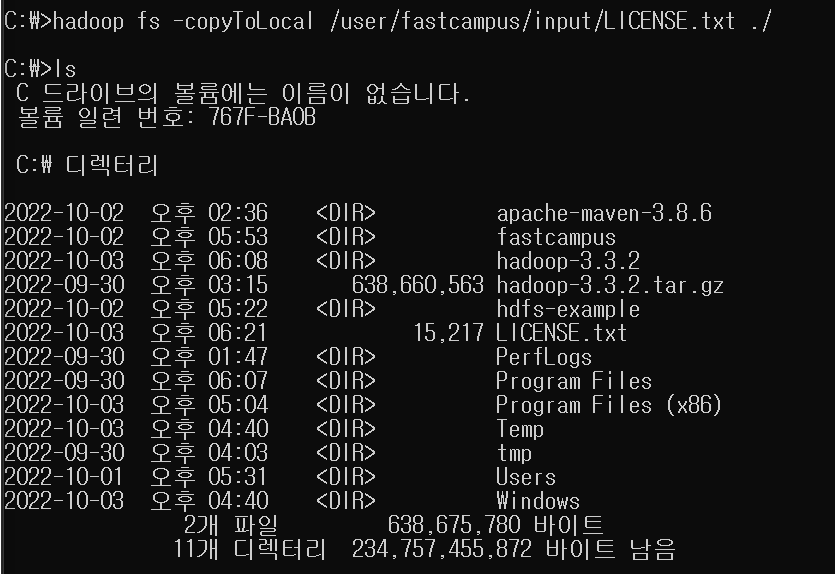 C:₩>hadoop fs -copyToLocal /user/fastcampus/input/LICENSE.txt ./
C:₩>ls
C 드라이브의 볼륨에는 이름이 없습니다.
볼륨 일련 번호: 767F-BA0B
C:₩ 디렉터리
2022-10-02 오후 02:36 <DIR> apache-maven-3.8.6
2022-10-02 오후 05:53 <DIR> fastcampus
2022-10-03 오후 06:08 <DIR> hadoop-3.3.2
2022-09-30 오후 03:15 638,660,563 hadoop-3.3.2.tar.gz
2022-10-02 오후 05:22 <DIR> hdfs-example
2022-10-03 오후 06:21 15,217 LICENSE.txt
2022-09-30 오후 01:47 <DIR> PerfLogs
2022-09-30 오후 06:07 <DIR> Program Files
2022-10-03 오후 05:04 <DIR> Program Files (x86)
2022-10-03 오후 04:40 <DIR> Temp
2022-09-30 오후 04:03 <DIR> tmp
2022-10-01 오후 05:31 <DIR> Users
2022-10-03 오후 04:40 <DIR> Windows
2개 파일 638,675,780 바이트
11개 디렉터리 234,757,455,872 바이트 남음